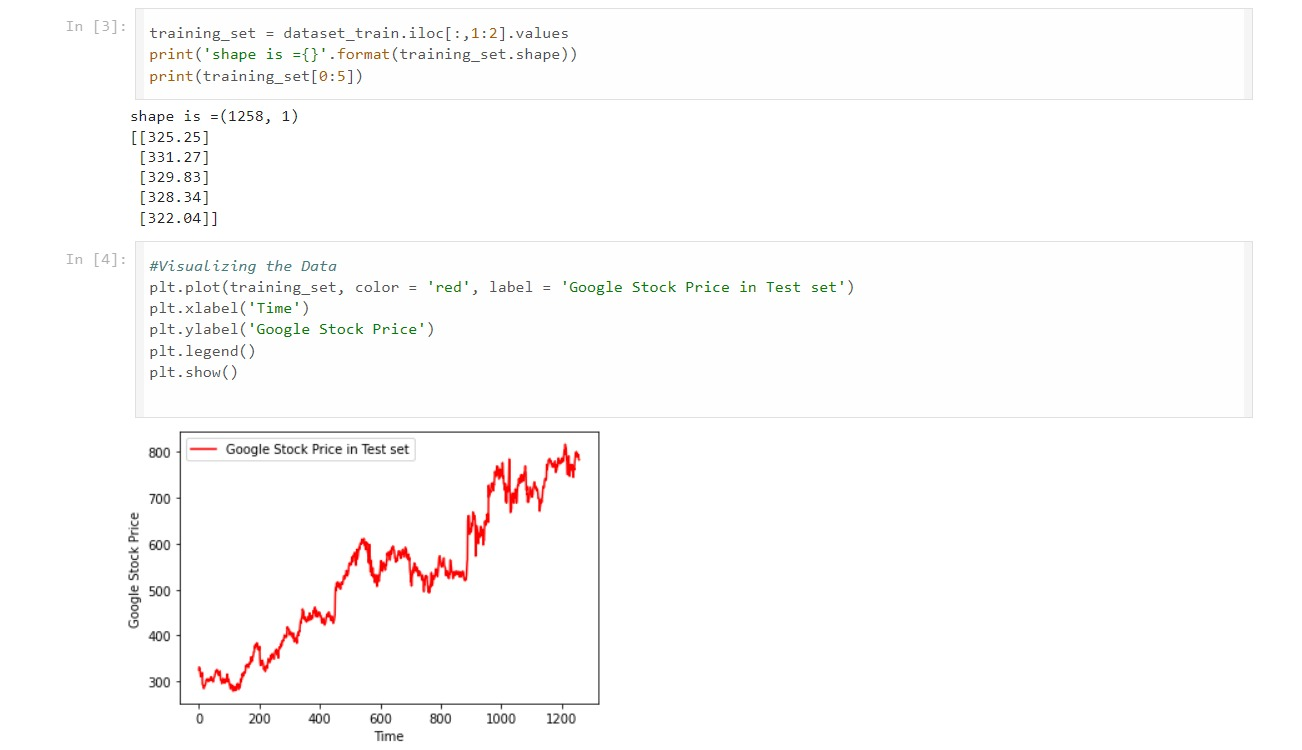 In [3]:
training_set = dataset_train.iloc[:,1:2].values
print('shape is ={}'.format(training_set.shape))
print(training_set[0:5])
shape is =(1258, 1)
[[325.25]
[331.27]
[329.83]
[328.34]
[322.04]]
In [4]:
#Visualizing the Data
plt.plot(training_set, color = 'red', label = 'Google Stock Price in Test set')
plt.xlabel('Time')
plt.ylabel('Google Stock Price')
plt.legend()
plt.show()
Google Stock Price in Test set
Google Stock Price
800
700
600
500
400
300
0 200 400 600 800 1000 1200
Time